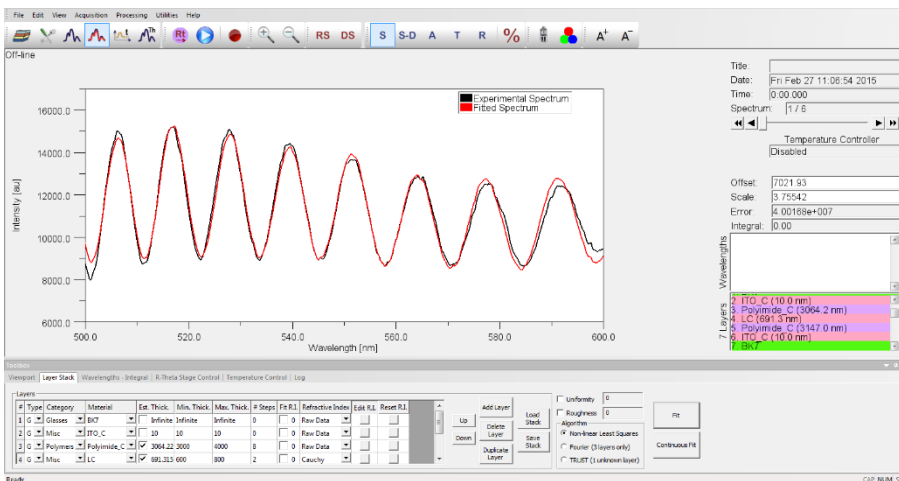 File Edit View Acquisition Processing Utilities Help
Rt RS DS S S-D A T R % A+ A-
Off-line
Title:
Date: Fri Feb 27 11:06:54 2015
Time: 0:00.000
Spectrum: 1 / 6
Temperature Controller
Disabled
Offset: 7021.93
Scale: 3.75542
Error: 4.00168e+007
Integral: 0.00
Wavelengths
7 Layers
2. ITO_C (10.0 nm)
3. Polyimide_C (3064.2 nm)
4. LC (691.3 nm)
5. Polyimide_C (3147.0 nm)
6. ITO_C (10.0 nm)
7. BK7
Experimental Spectrum
Fitted Spectrum
Intensity [au]
16000.0
14000.0
12000.0
10000.0
8000.0
6000.0
500.0 520.0 540.0 560.0 580.0 600.0
Wavelength [nm]
Toolbox
Viewport Layer Stack Wavelengths - Integral R-Theta Stage Control Temperature Control Log
Layers
# Type Category Material Est. Thick. Min. Thick. Max. Thick. # Steps Fit R.I. Refractive Index Edit R.I. Reset R.I.
1 G Glasses BK7 Infinite Infinite Infinite 0 0 Raw Data
2 G Misc ITO_C 10 10 10 0 0 Raw Data
3 G Polymers Polyimide_C 3064.22 3000 4000 8 0 Raw Data
4 G Misc LC 691.315 600 800 2 0 Cauchy
Up
Down
Add Layer
Delete Layer
Duplicate Layer
Load Stack
Save Stack
Uniformity 0
Roughness 0
Algorithm
Non-linear Least Squares
Fourier (3 layers only)
TRUST (1 unknown layer)
Fit
Continuous Fit
Ready
CAP NUM